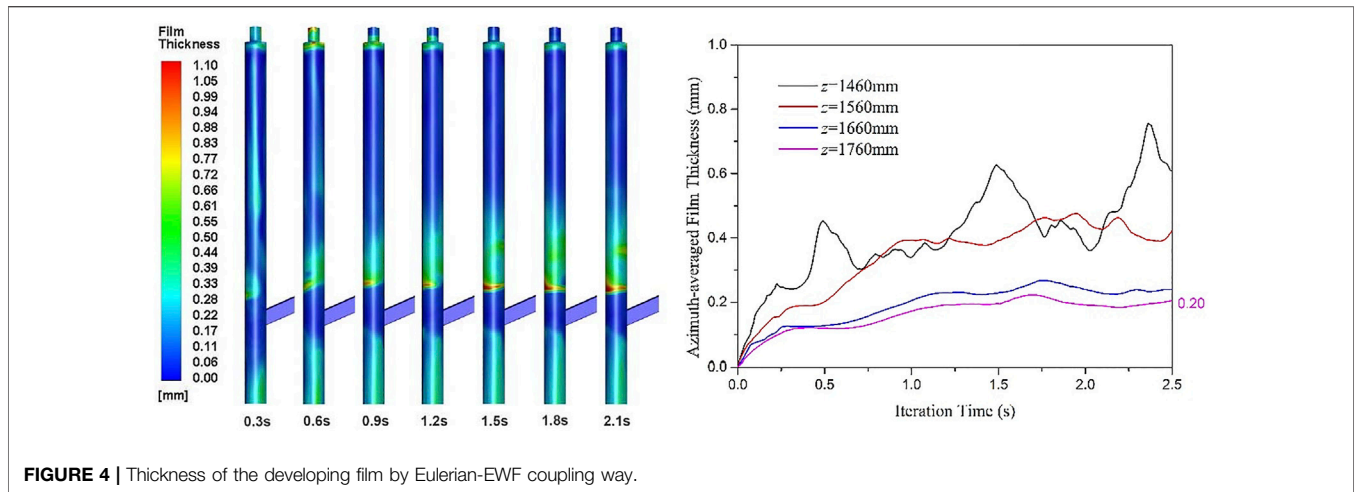 Film
Thickness
1.10
1.05
0.99
0.94
0.88
0.83
0.77
0.72
0.66
0.61
0.55
0.50
0.44
0.39
0.33
0.28
0.22
0.17
0.11
0.06
0.00
[mm]
0.3s 0.6s 0.9s 1.2s 1.5s 1.8s 2.1s
Azimuth-averaged Film Thickness (mm)
1.0
0.8
0.6
0.4
0.2
0.0
z=1460mm
z=1560mm
z=1660mm
z=1760mm
0.20
0.0 0.5 1.0 1.5 2.0 2.5
Iteration Time (s)
FIGURE 4 | Thickness of the developing film by Eulerian-EWF coupling way.